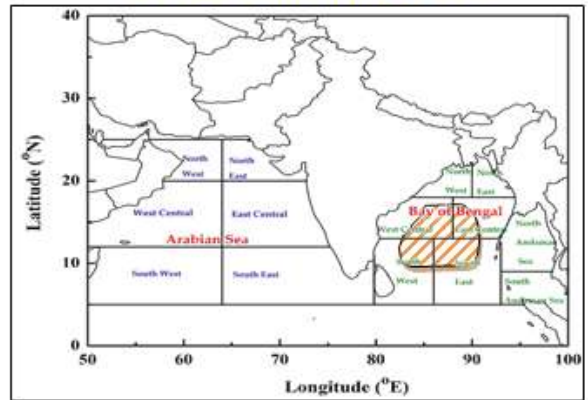 40
30
20
10
0
50 60 70 80 90 100
Latitude (°N)
Longitude (°E)
North
West
North
East
West Central
East Central
Arabian Sea
South West
South East
North
West
North
East
Bay of Bengal
West Central
East Central
West
East
North
Andaman
Sea
South
Andaman Sea